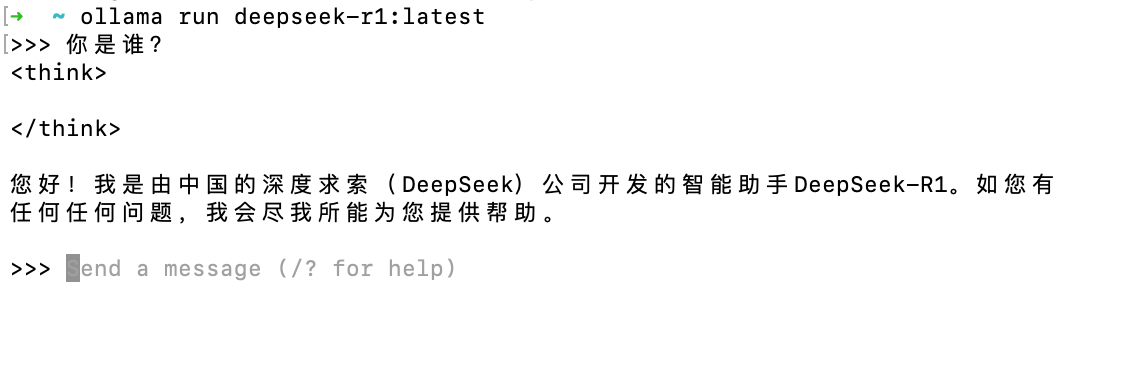 [➜  ~ ollama run deepseek-r1:latest
[>>> 你是谁?
<think>
</think>
您好！我是由中国的深度求索（DeepSeek）公司开发的智能助手DeepSeek-R1。如您有
任何任何问题，我会尽我所能为您提供帮助。
>>> Send a message (/? for help)